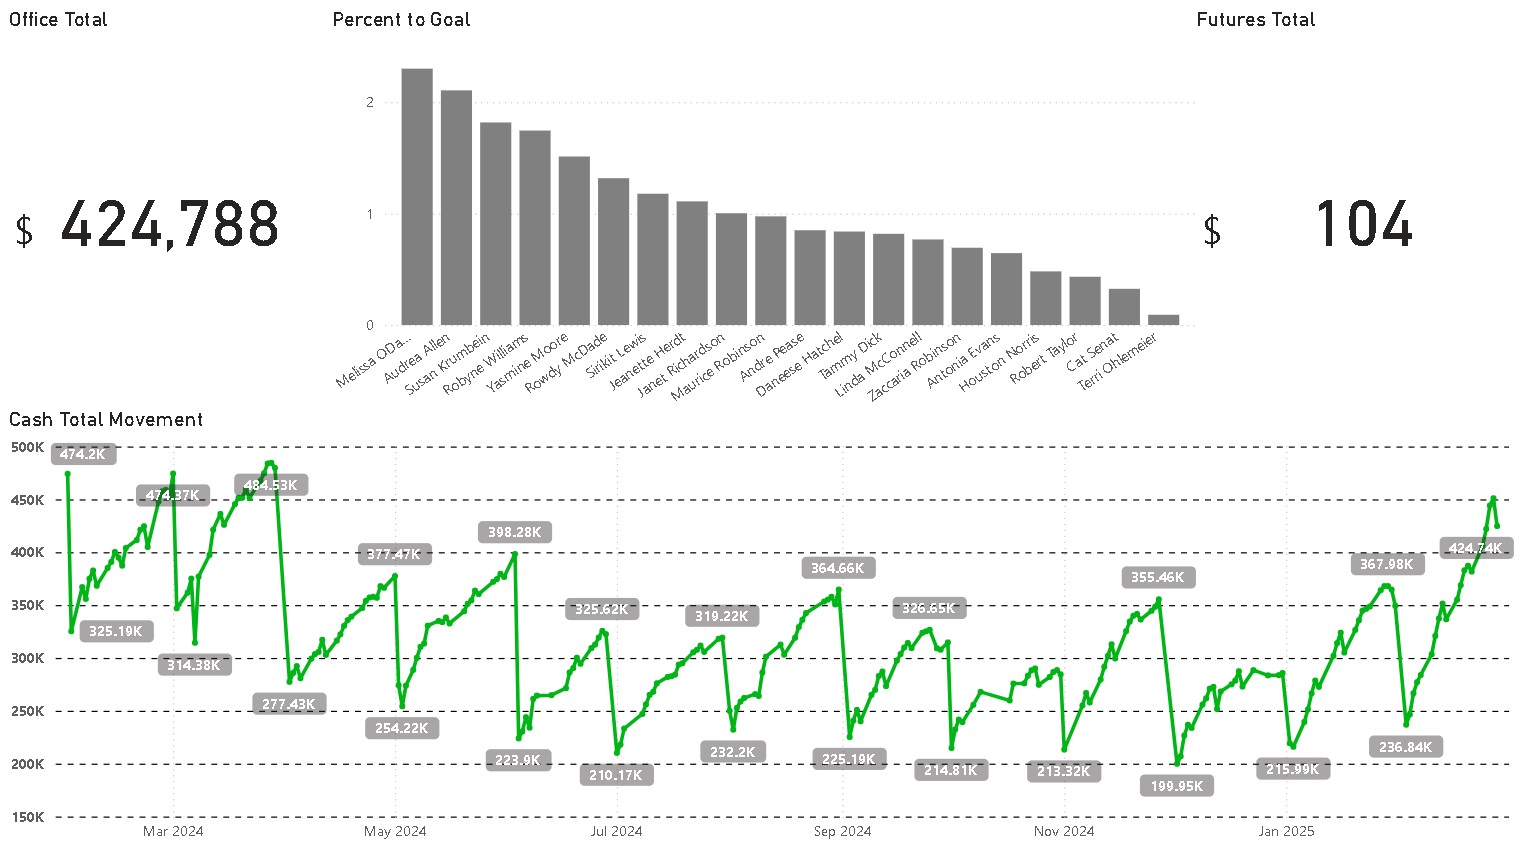 Office Total
$ 424,788
Percent to Goal
2
1
0
Melissa ODa...
Audrea Allen
Susan Krumbein
Robyne Williams
Yasmine Moore
Rowdy McDade
Sirikit Lewis
Jeanette Herdt
Janet Richardson
Maurice Robinson
Andre Pease
Daneese Hatchel
Tammy Dick
Linda McConnell
Zaccaria Robinson
Antonia Evans
Houston Norris
Robert Taylor
Cat Senat
Terri Ohlemeier
Futures Total
$ 104
Cash Total Movement
500K
450K
400K
350K
300K
250K
200K
150K
474.2K
325.19K
474.37K
314.38K
484.53K
277.43K
377.47K
254.22K
398.28K
223.9K
325.62K
210.17K
319.22K
232.2K
364.66K
225.19K
326.65K
214.81K
213.32K
355.46K
199.95K
215.99K
367.98K
236.84K
424.74K
Mar 2024
May 2024
Jul 2024
Sep 2024
Nov 2024
Jan 2025